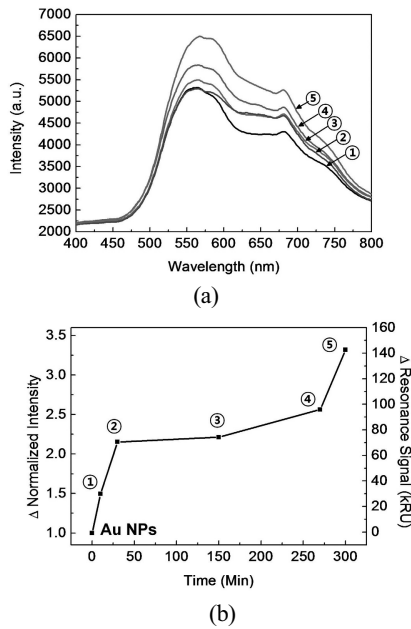 (a)
Intensity (a.u.)
7000
6500
6000
5500
5000
4500
4000
3500
3000
2500
2000
⑤
④
③
②
①
400 450 500 550 600 650 700 750 800
Wavelength (nm)
(a)
Δ Normalized Intensity
3.5
3.0
2.5
2.0
1.5
1.0
① ② ③ ④ ⑤
Au NPs
160
140
120
100
80
60
40
20
0
Δ Resonance Signal (kRU)
0 50 100 150 200 250 300
Time (Min)
(b)